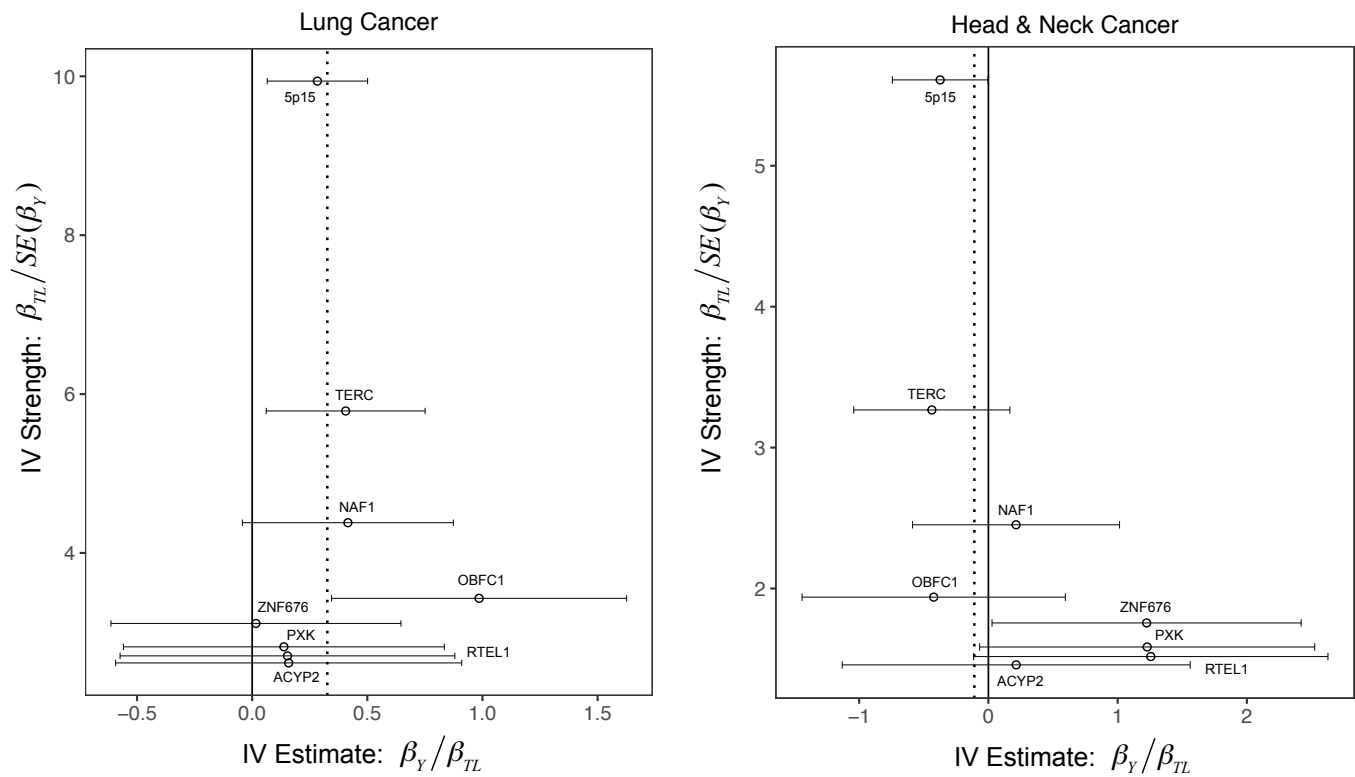 Lung Cancer
10
8
6
4
5p15
TERC
NAF1
OBFC1
ZNF676
PXK
RTEL1
ACYP2
−0.5
0.0
0.5
1.0
1.5
IV Strength: β_TL/SE(β_Y)
IV Estimate: β_Y/β_TL
Head & Neck Cancer
5
4
3
2
5p15
TERC
NAF1
OBFC1
ZNF676
PXK
RTEL1
ACYP2
−1
0
1
2
IV Strength: β_TL/SE(β_Y)
IV Estimate: β_Y/β_TL